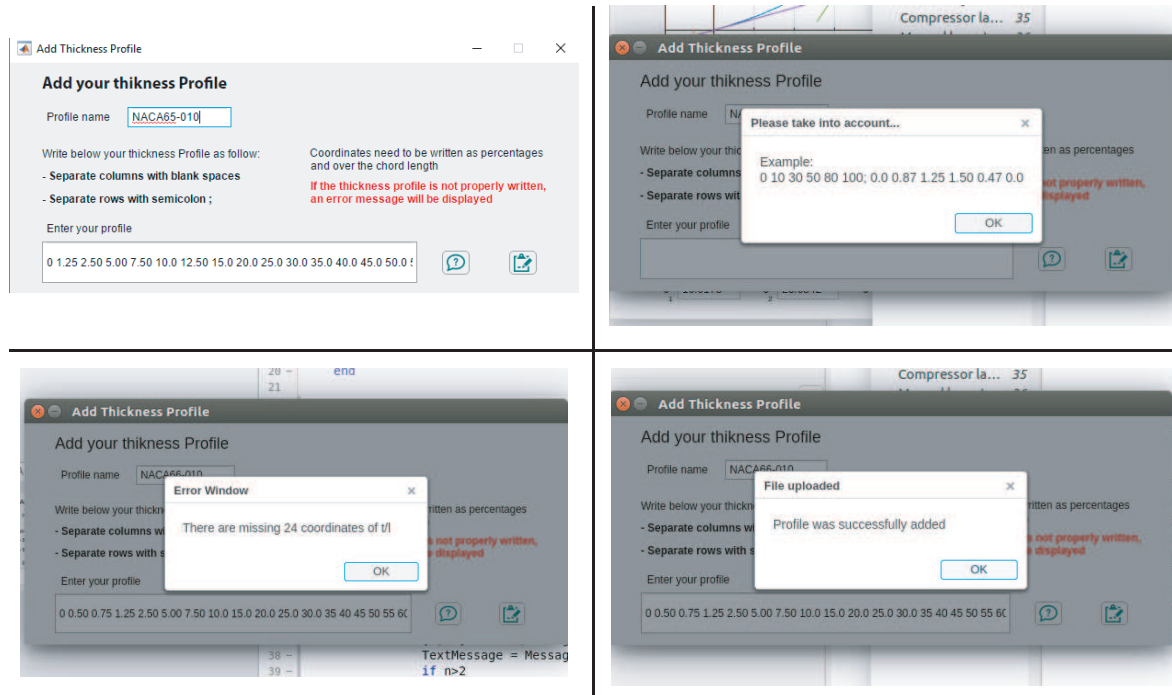 Add Thickness Profile
Add your thikness Profile
Profile name NACA65-010
Write below your thickness Profile as follow:
- Separate columns with blank spaces
- Separate rows with semicolon ;
Coordinates need to be written as percentages
and over the chord length
If the thickness profile is not properly written,
an error message will be displayed
Enter your profile
0 1.25 2.50 5.00 7.50 10.0 12.50 15.0 20.0 25.0 30.0 35.0 40.0 45.0 50.0
Compressor la... 35
Add Thickness Profile
Add your thikness Profile
Profile name
Please take into account...
Example:
0 10 30 50 80 100; 0.0 0.87 1.25 1.50 0.47 0.0
OK
Write below your
- Separate columns
- Separate rows
as percentages
not properly written,
displayed
Enter your profile
20 - end
21
Add Thickness Profile
Add your thikness Profile
Profile name NACA66-010
Error Window
There are missing 24 coordinates of t/l
OK
Write below your
- Separate columns
- Separate rows with
as percentages
not properly written,
displayed
Enter your profile
0 0.50 0.75 1.25 2.50 5.00 7.50 10.0 15.0 20.0 25.0 30.0 35 40 45 50 55 60
38 - TextMessage = Messag
39 - if n>2
Compressor la... 35
Add Thickness Profile
Add your thikness Profile
Profile name NACA66-010
File uploaded
Profile was successfully added
OK
Write below your
- Separate columns
- Separate rows with
as percentages
not properly written,
displayed
Enter your profile
0 0.50 0.75 1.25 2.50 5.00 7.50 10.0 15.0 20.0 25.0 30.0 35 40 45 50 55 60